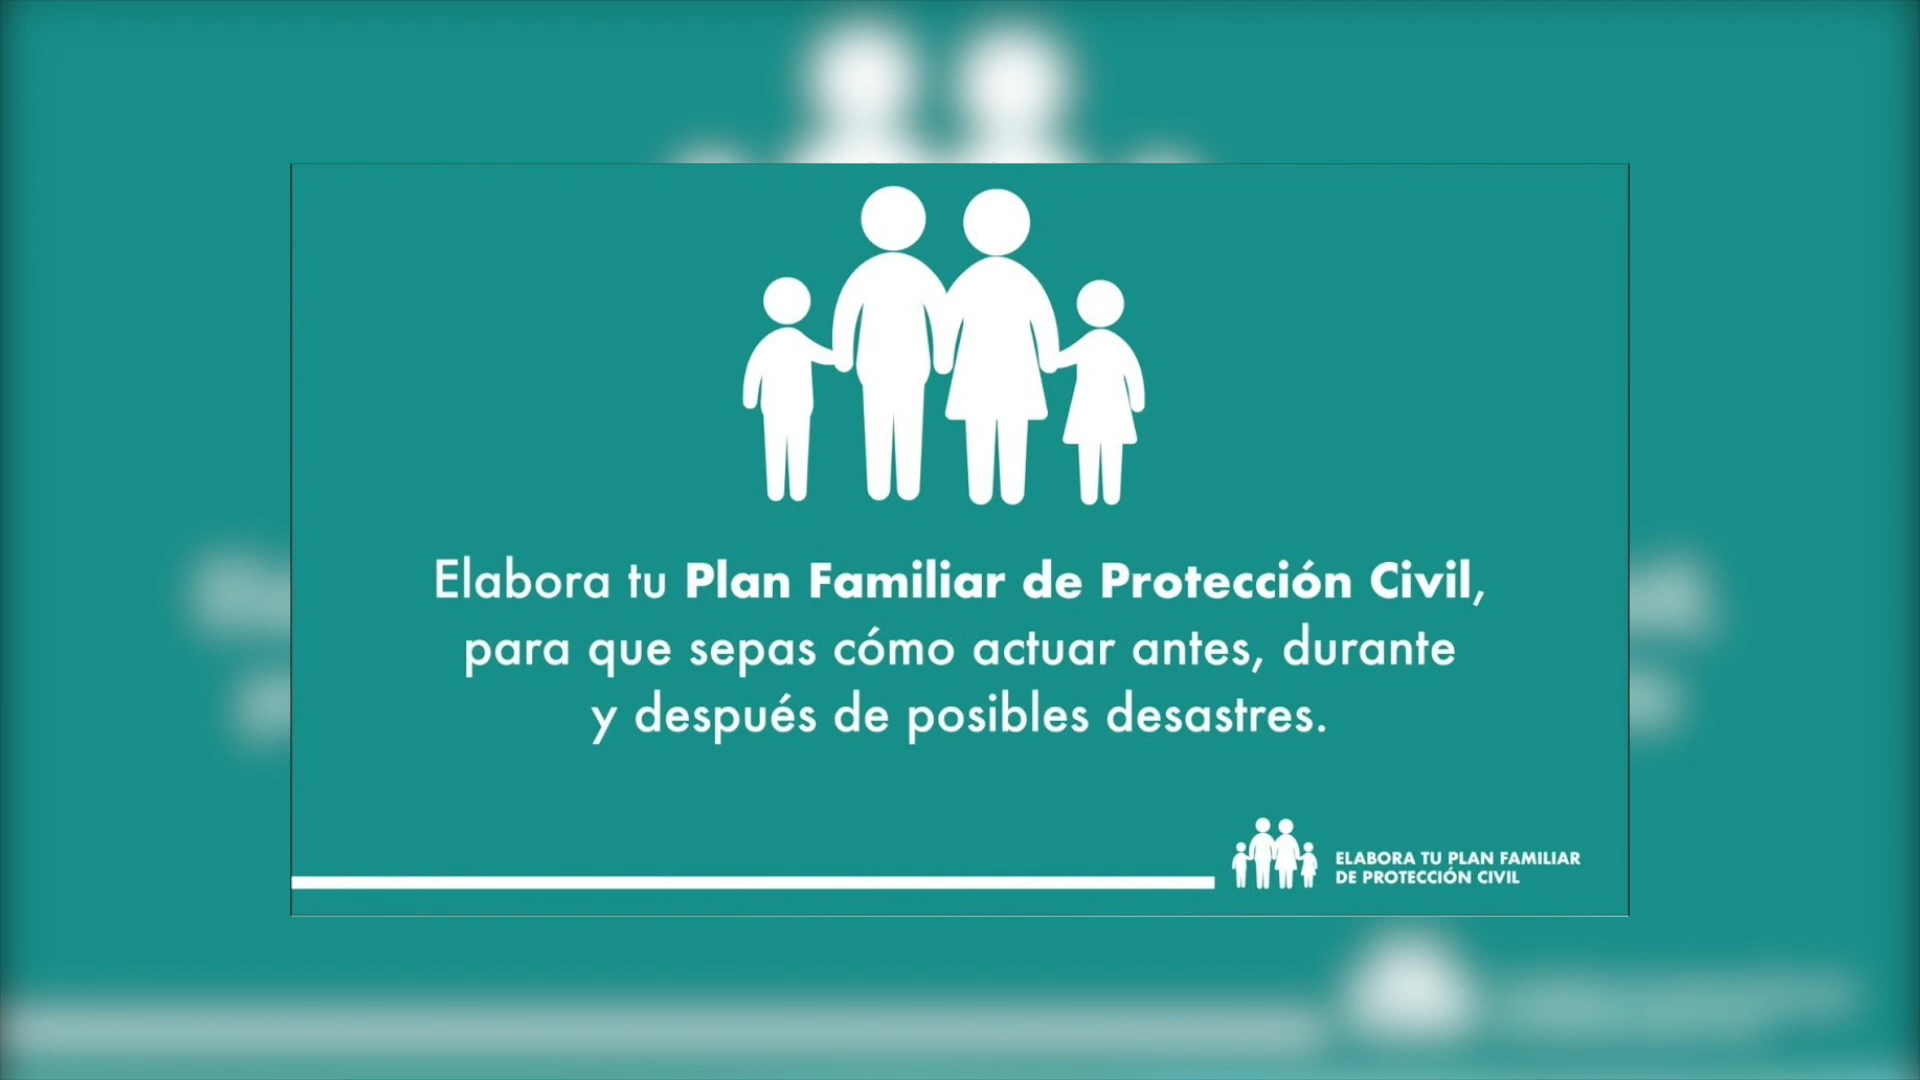 Elabora tu Plan Familiar de Protección Civil,
para que sepas cómo actuar antes, durante
y después de posibles desastres.
ELABORA TU PLAN FAMILIAR
DE PROTECCIÓN CIVIL